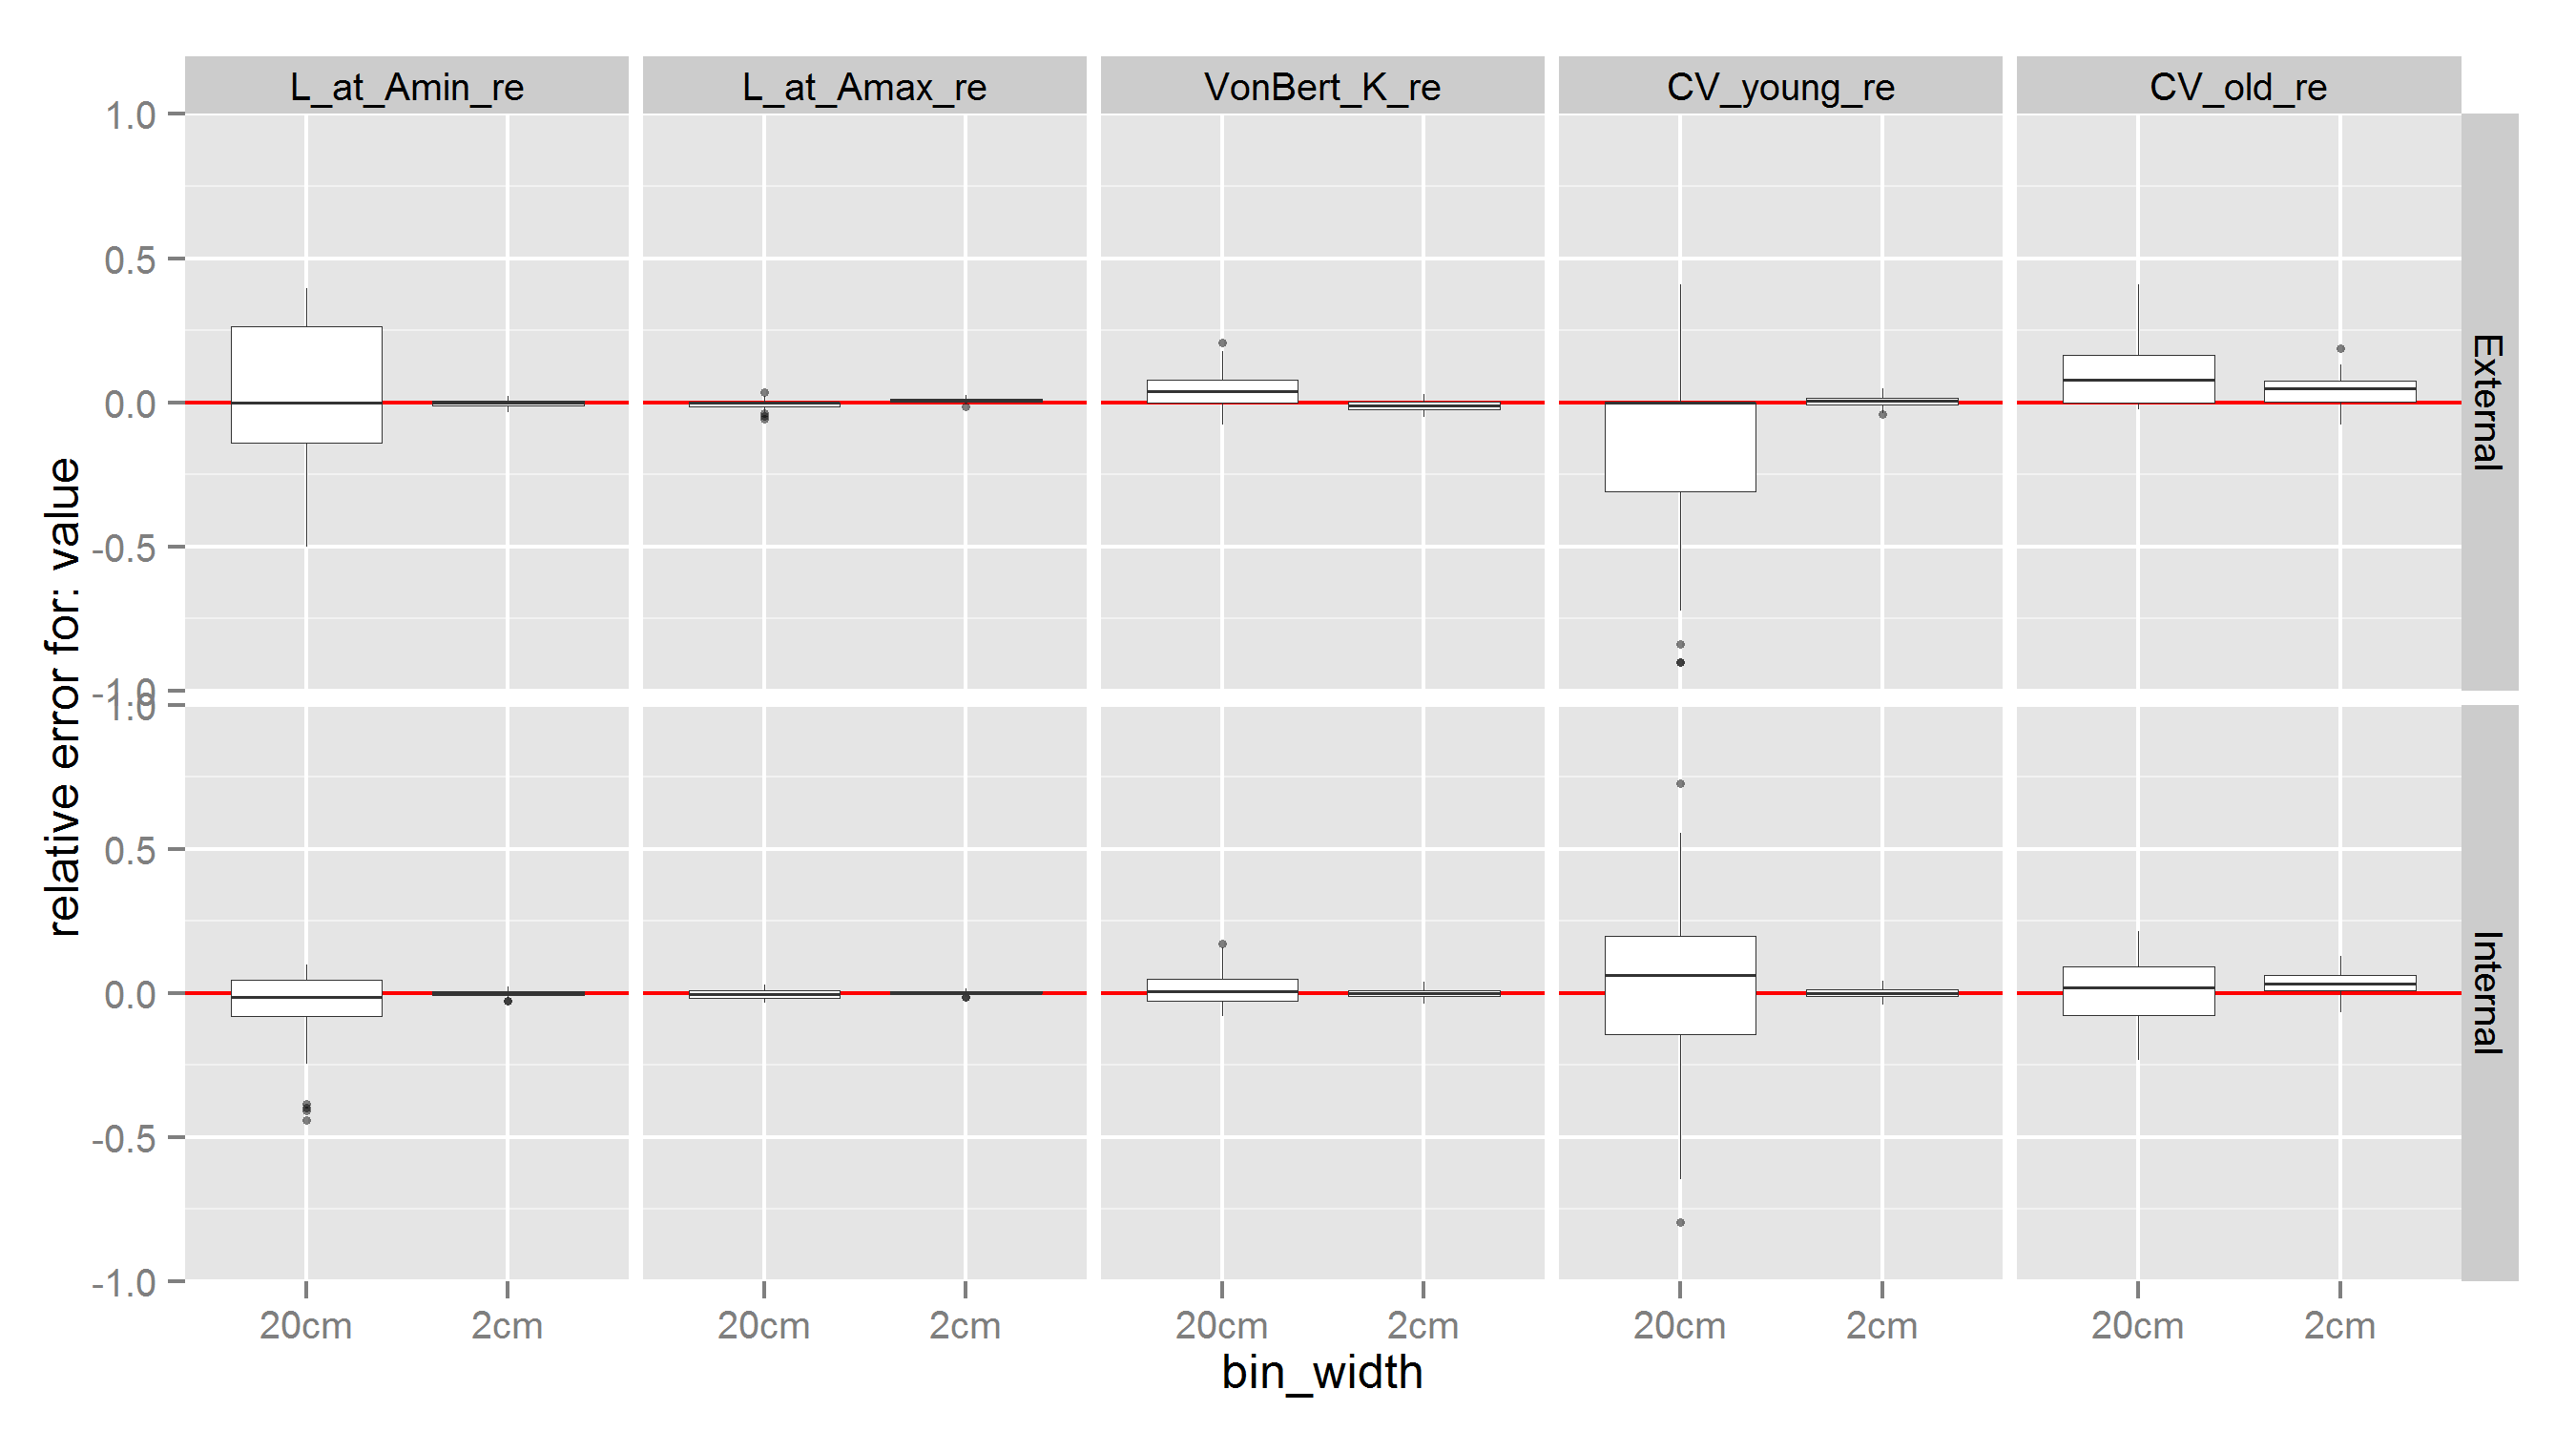 L_at_Amin_re L_at_Amax_re VonBert_K_re CV_young_re CV_old_re
1.0
0.5
0.0
-0.5
-1.0
External
1.0
0.5
0.0
-0.5
-1.0
Internal
relative error for: value
20cm 2cm 20cm 2cm 20cm 2cm 20cm 2cm 20cm 2cm
bin_width